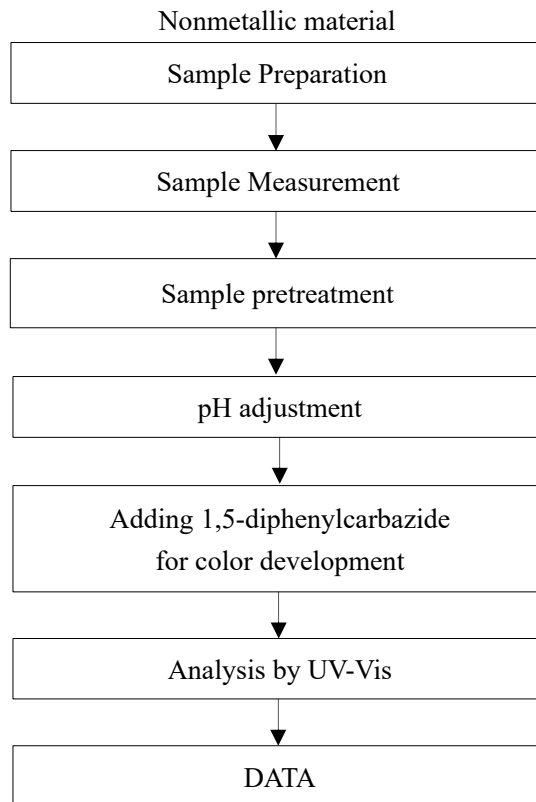 Nonmetallic material
Sample Preparation
Sample Measurement
Sample pretreatment
pH adjustment
Adding 1,5-diphenylcarbazide
for color development
Analysis by UV-Vis
DATA